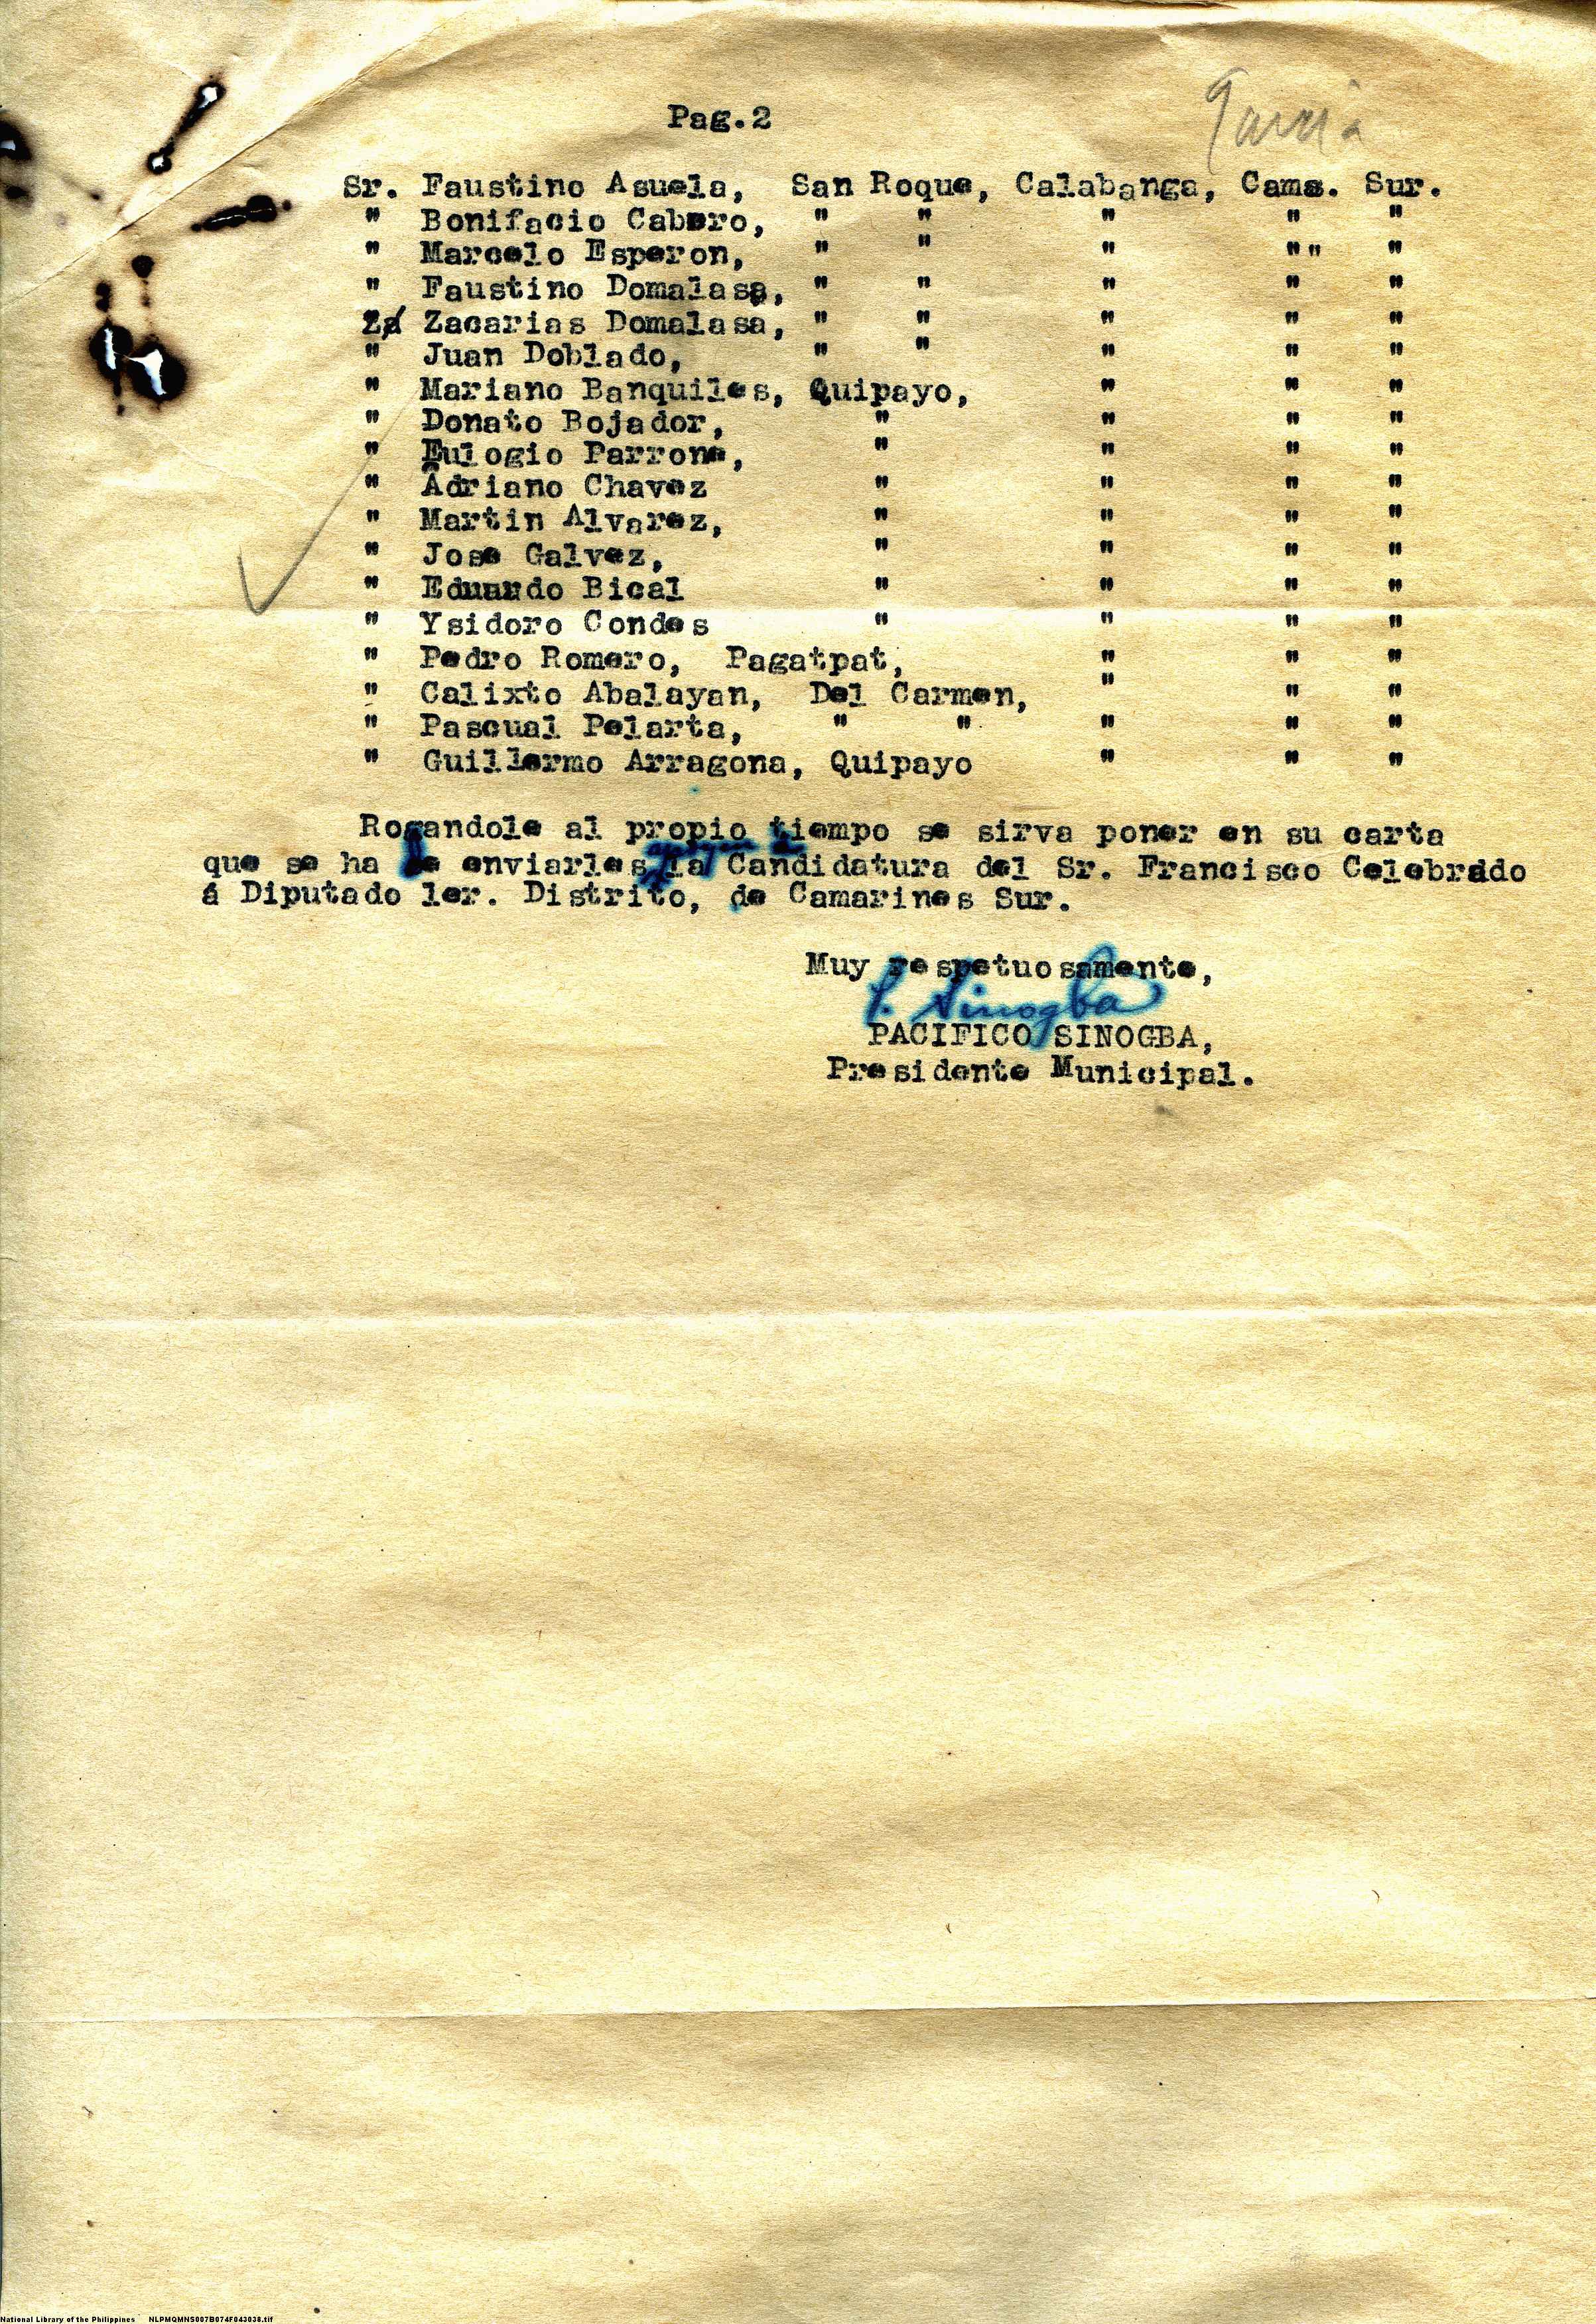 Pag.2
Garcia
Sr. Faustino Asuela, San Roque, Calabanga, Cams. Sur.
" Bonifacio Cabero, " " " " "
" Marcelo Esperon, " " " "" "
" Faustino Domalasa, " " " " "
Zacarias Domalasa, " " " " "
" Juan Doblado, " " " " "
" Mariano Banquiles, Quipayo, " " "
" Donato Bojador, " " " "
" Eulogio Parrone, " " " "
" Adriano Chavez " " " "
" Martin Alvarez, " " " "
" Jose Galvez, " " " "
" Eduardo Bical " " " "
" Ysidoro Condes " " " "
" Pedro Romero, Pagatpat, " " "
" Calixto Abalayan, Del Carmen, " " "
" Pascual Pelarta, " " " " "
" Guillermo Arragona, Quipayo " " "
Rogandole al propio tiempo se sirva poner en su carta
que se ha de enviarles la Candidatura del Sr. Francisco Celebrado
á Diputado 1er. Distrito, de Camarines Sur.
Muy respetuosamente,
P. Sinogba
PACIFICO SINOGBA,
Presidente Municipal.
National Library of the Philippines NLPMQMNS007B074F043038.tif